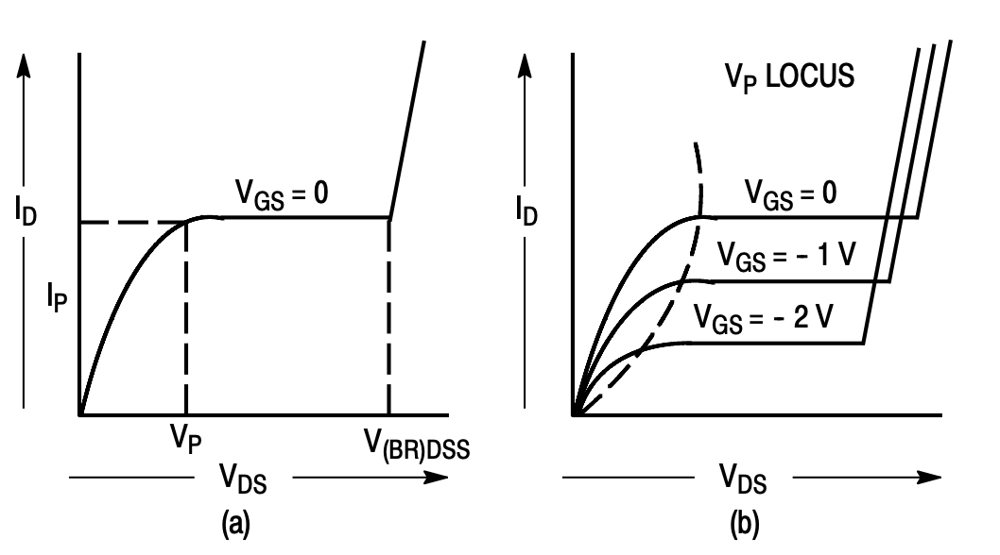 I_D
I_P
V_GS = 0
V_P
V_(BR)DSS
V_DS
(a)
I_D
V_P LOCUS
V_GS = 0
V_GS = - 1 V
V_GS = - 2 V
V_DS
(b)